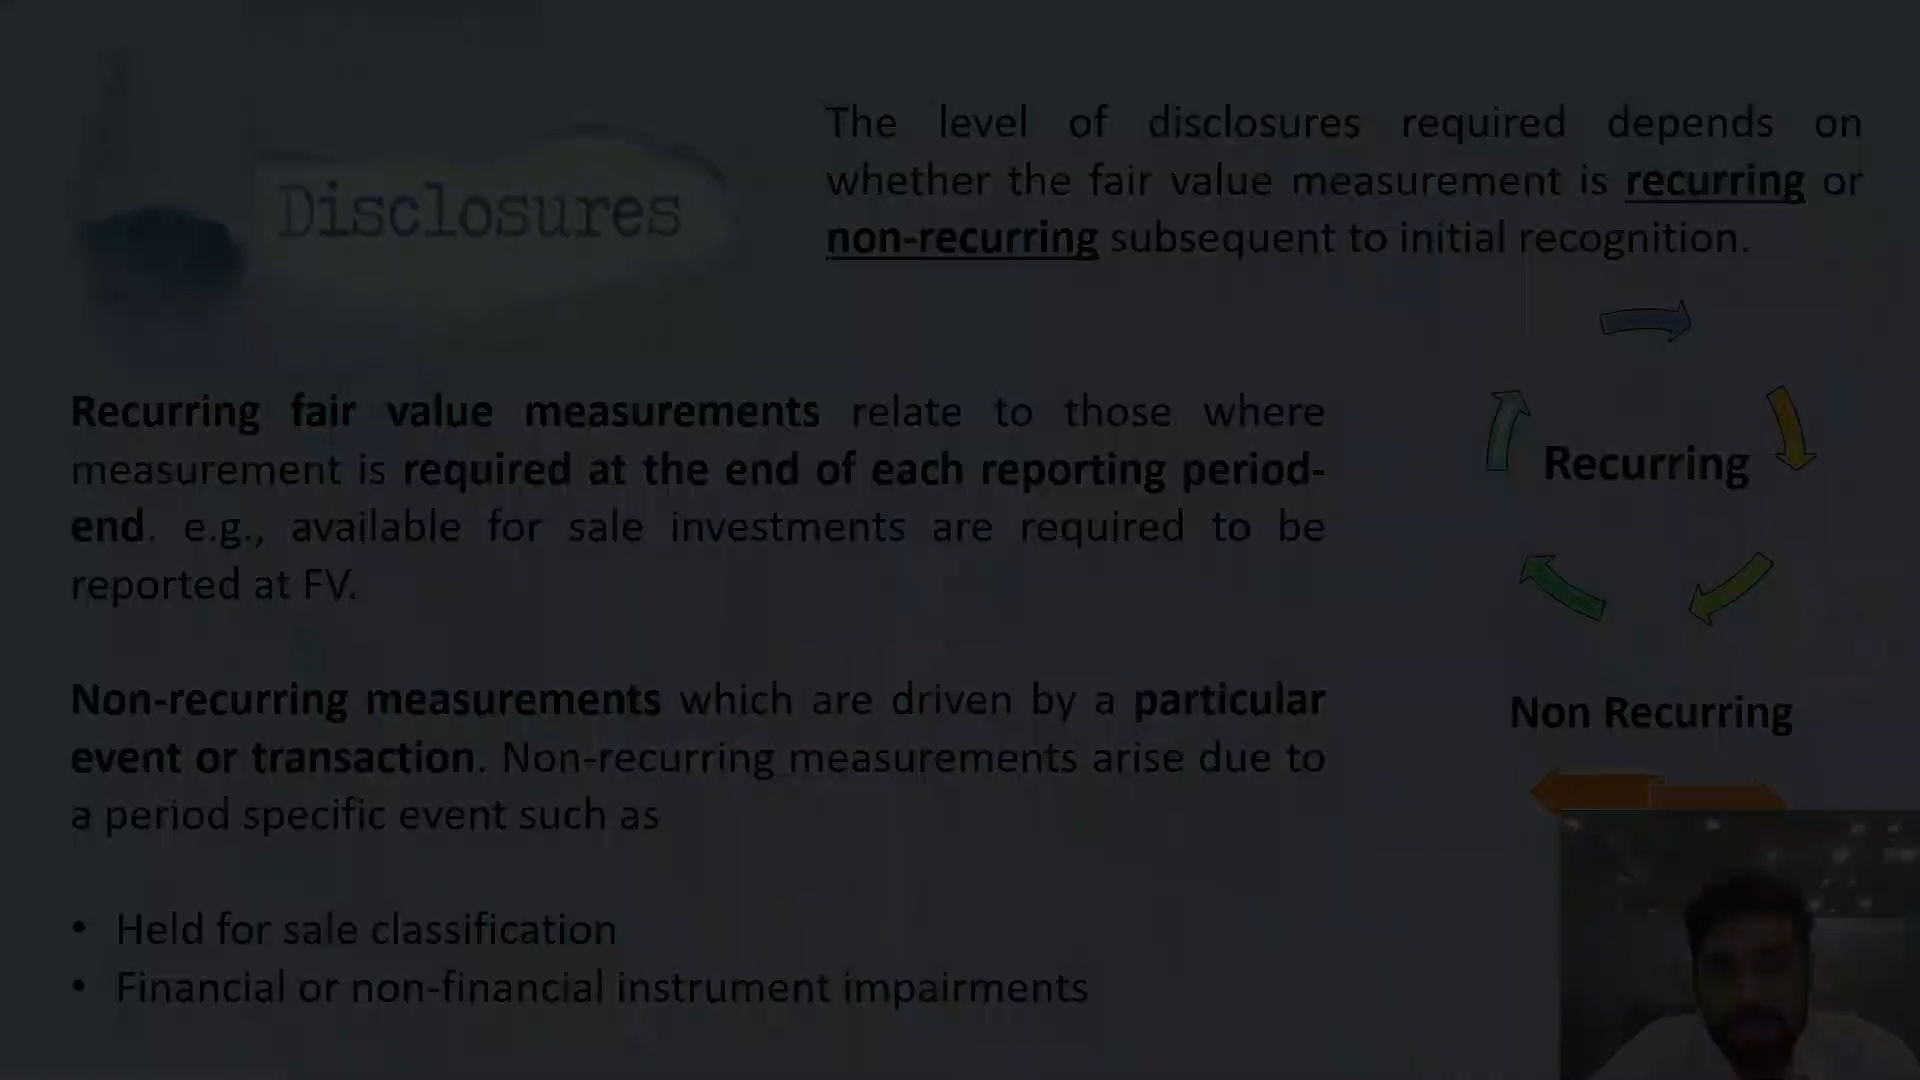 Disclosures
The level of disclosures required depends on
whether the fair value measurement is recurring or
non-recurring subsequent to initial recognition.
Recurring fair value measurements relate to those where
measurement is required at the end of each reporting period-
end. e.g., available for sale investments are required to be
reported at FV.
Recurring
Non-recurring measurements which are driven by a particular
event or transaction. Non-recurring measurements arise due to
a period specific event such as
Non Recurring
• Held for sale classification
• Financial or non-financial instrument impairments